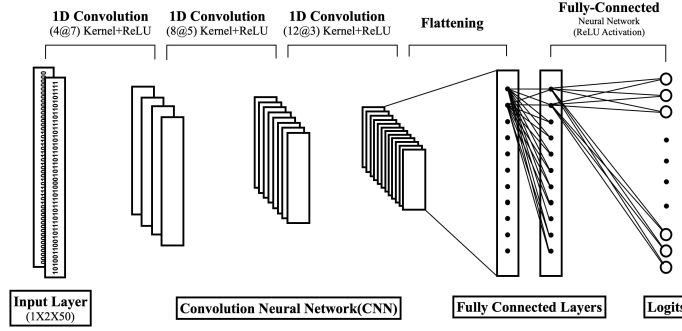 1D Convolution
(4@7) Kernel+ReLU
1D Convolution
(8@5) Kernel+ReLU
1D Convolution
(12@3) Kernel+ReLU
Flattening
Fully-Connected
Neural Network
(ReLU Activation)
Input Layer
(1X2X50)
Convolution Neural Network(CNN)
Fully Connected Layers
Logits